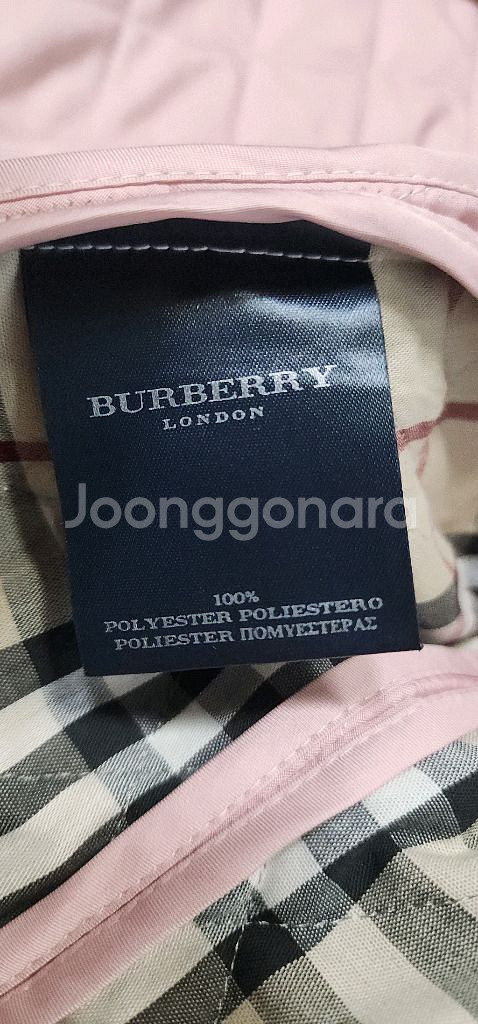 BURBERRY
LONDON
Joonggonara
100%
POLYESTER POLIESTERO
POLIESTER ΠΟΜΥΕΣΤΕΡΑΣ